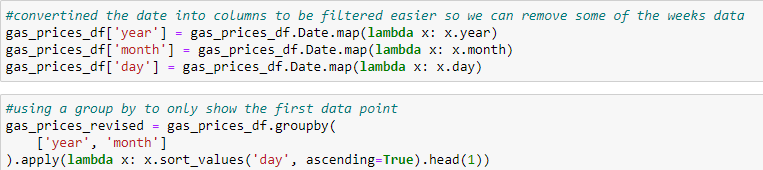 #convertined the date into columns to be filtered easier so we can remove some of the weeks data
gas_prices_df['year'] = gas_prices_df.Date.map(lambda x: x.year)
gas_prices_df['month'] = gas_prices_df.Date.map(lambda x: x.month)
gas_prices_df['day'] = gas_prices_df.Date.map(lambda x: x.day)
#using a group by to only show the first data point
gas_prices_revised = gas_prices_df.groupby(
    ['year', 'month']
).apply(lambda x: x.sort_values('day', ascending=True).head(1))